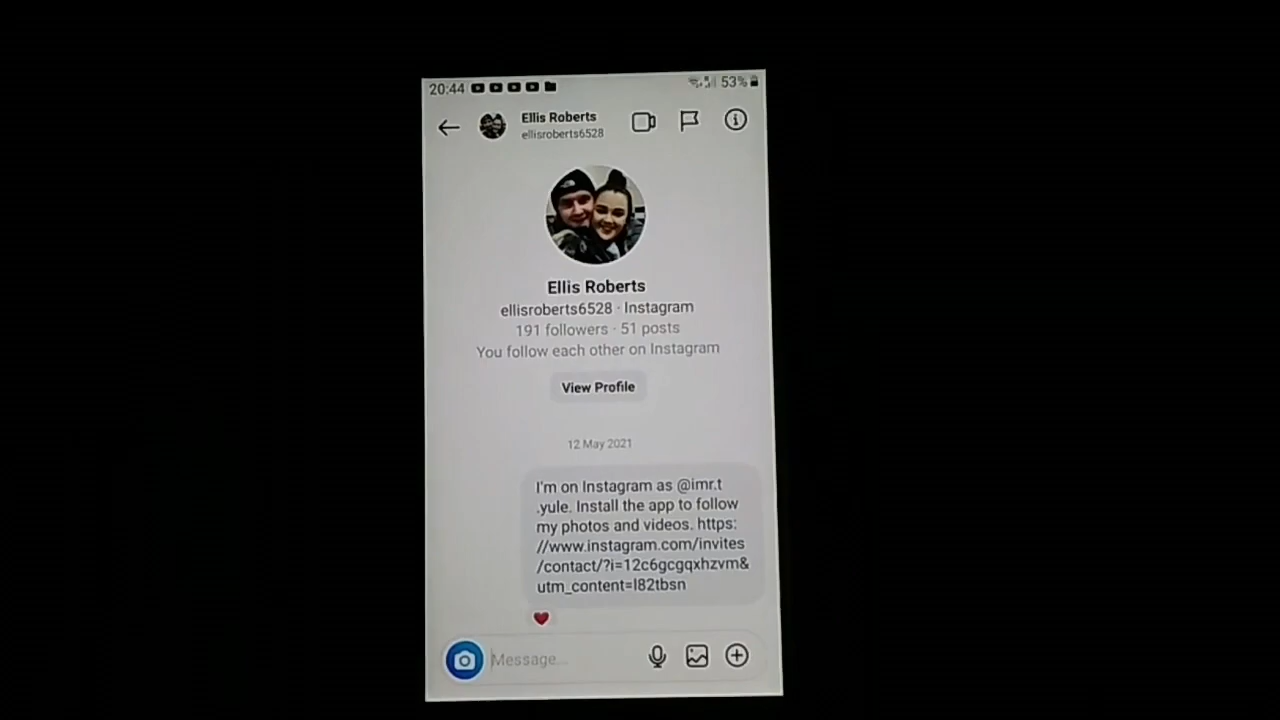 20:44 53%
Ellis Roberts
ellisroberts6528
Ellis Roberts
ellisroberts6528 · Instagram
191 followers · 51 posts
You follow each other on Instagram
View Profile
12 May 2021
I'm on Instagram as @imr.t
.yule. Install the app to follow
my photos and videos. https:
//www.instagram.com/invites
/contact/?i=12c6gcgqxhzvm&
utm_content=l82tbsn
Message...